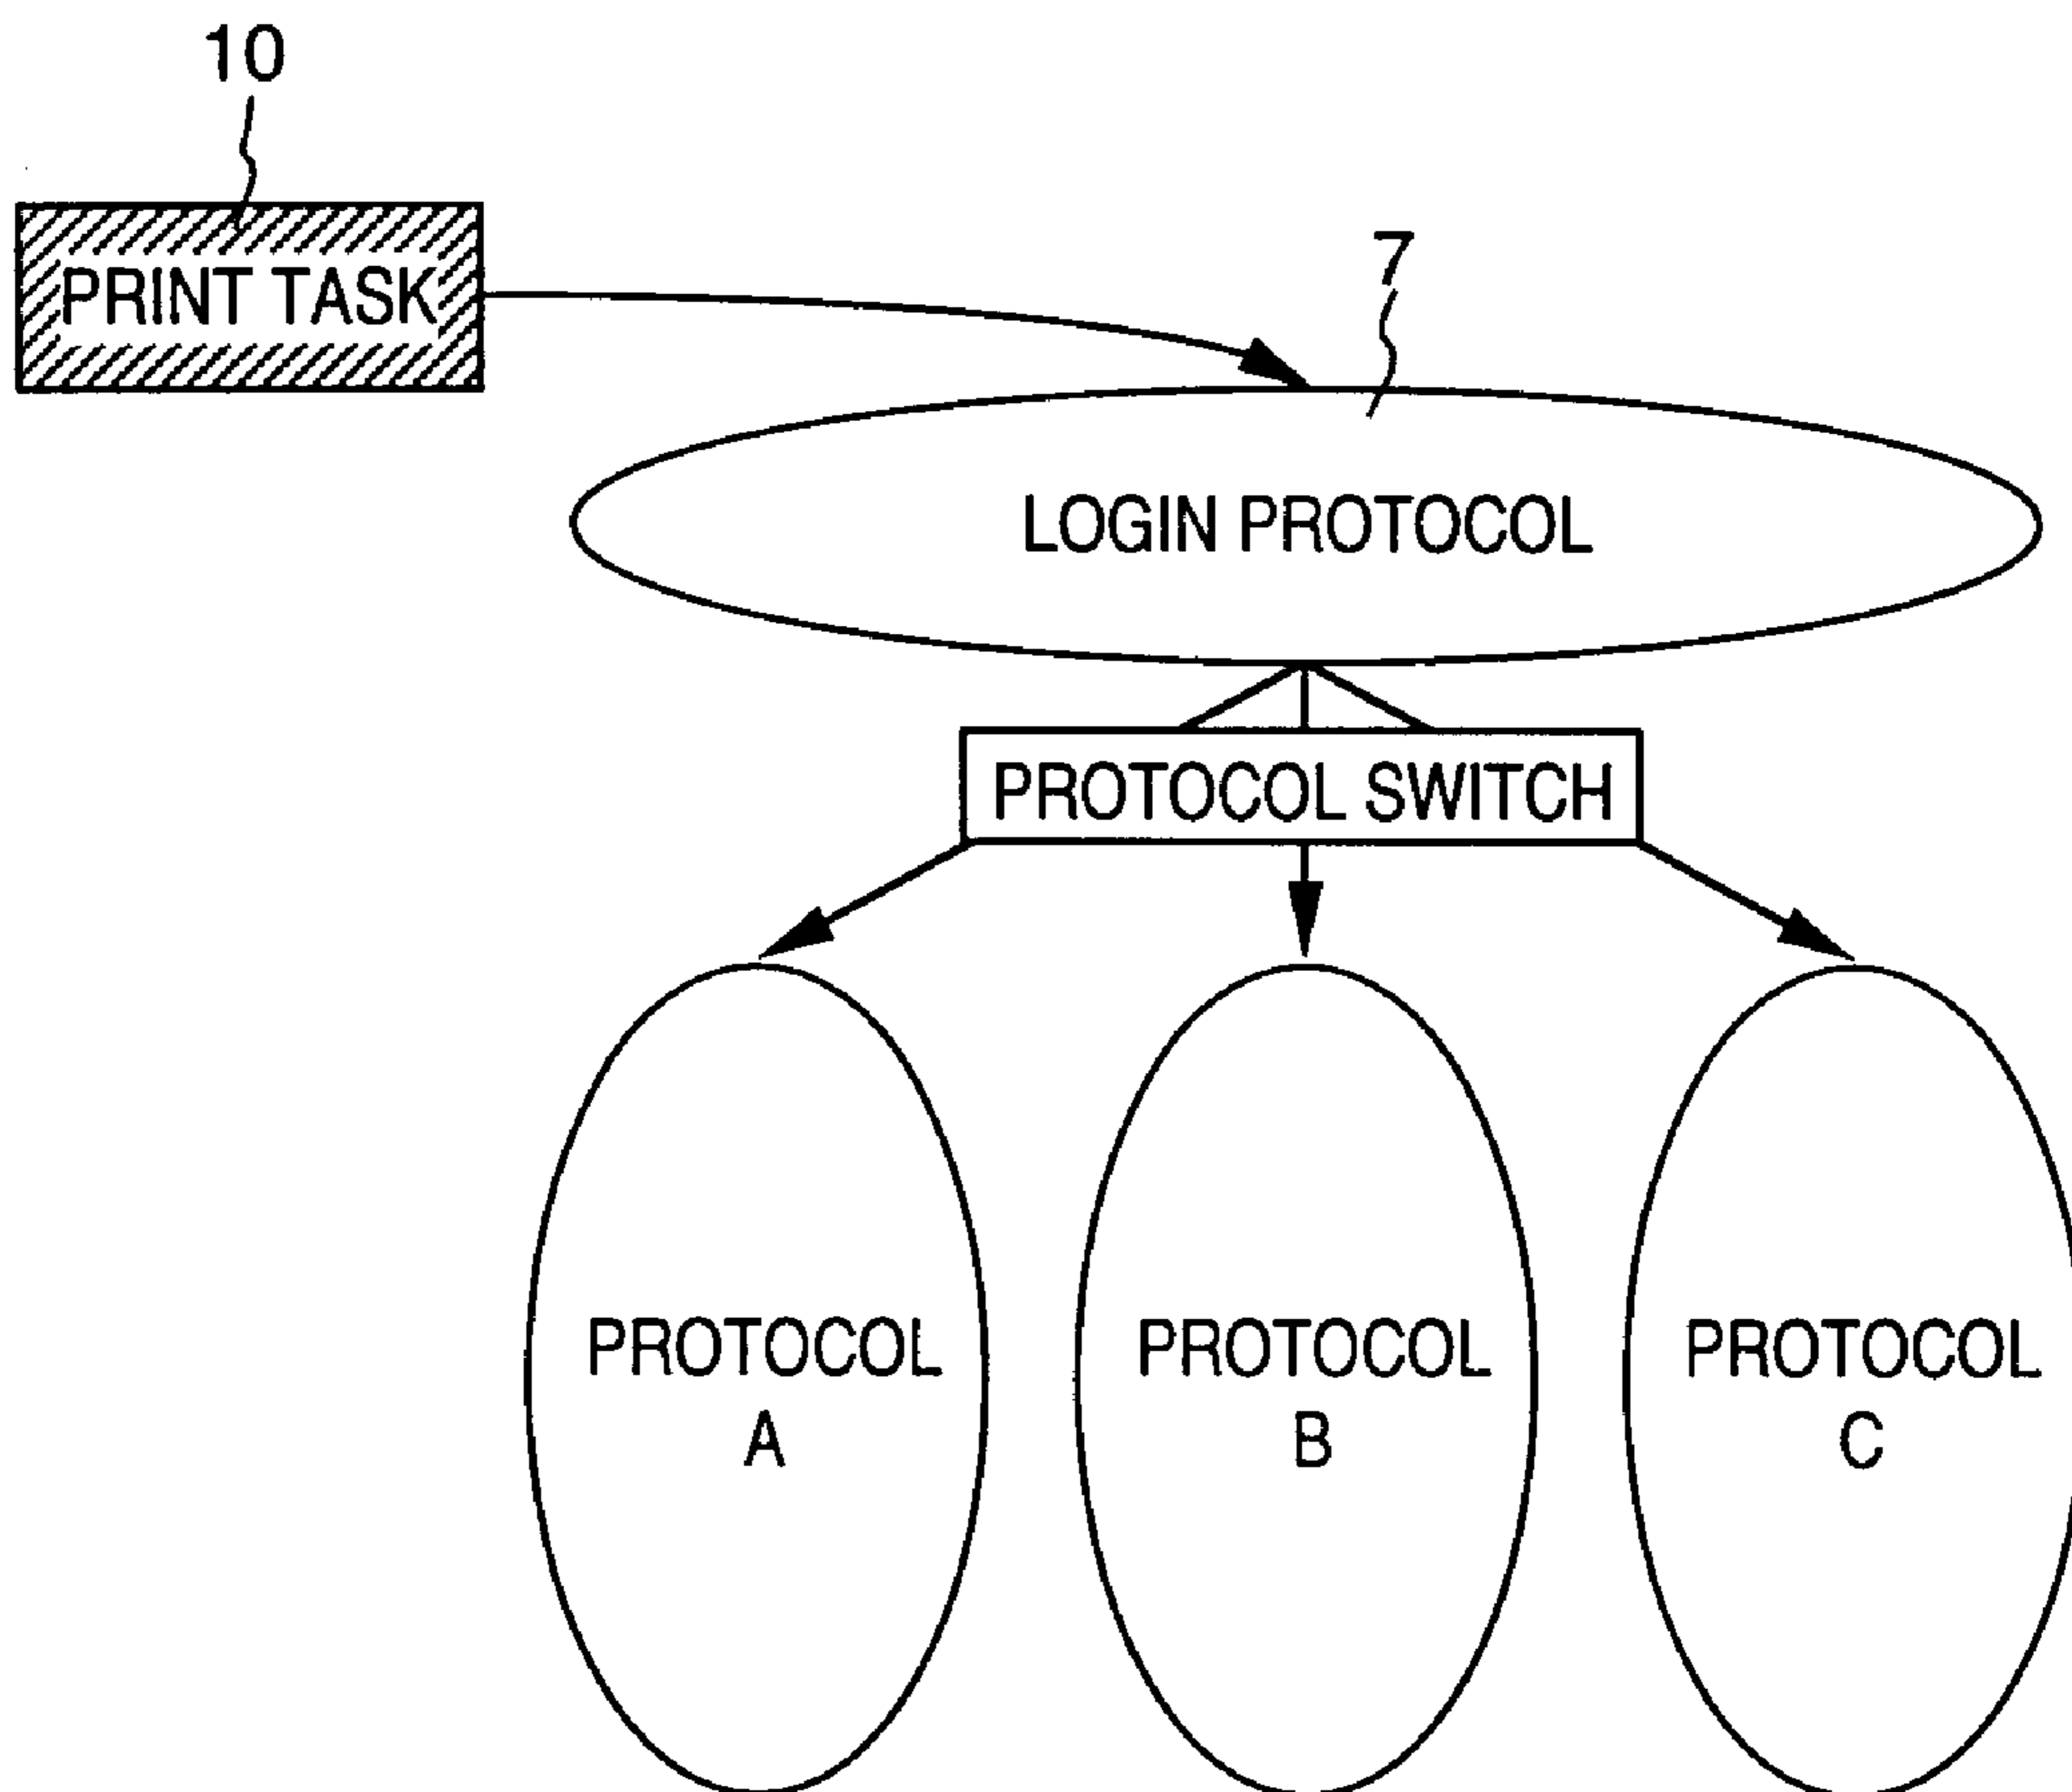 10
PRINT TASK
7
LOGIN PROTOCOL
PROTOCOL SWITCH
PROTOCOL
A
PROTOCOL
B
PROTOCOL
C